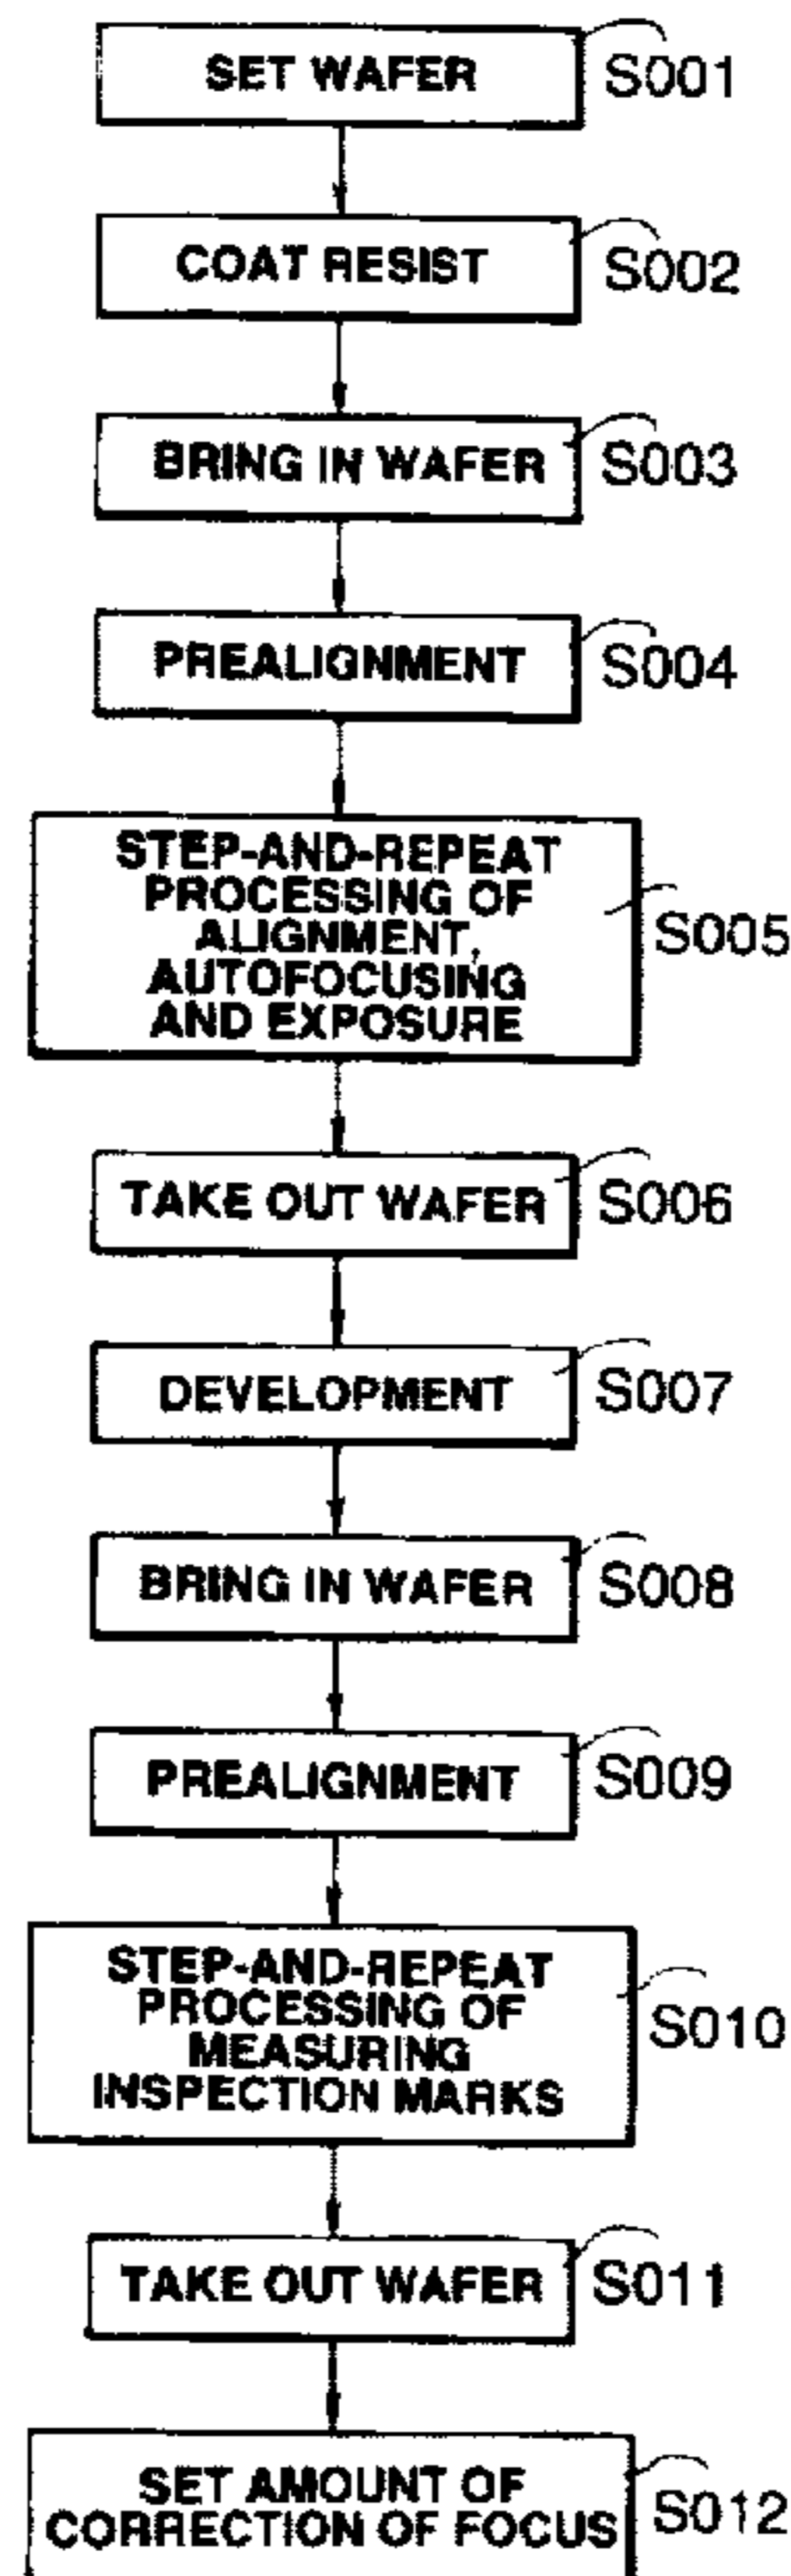 SET WAFER S001
COAT RESIST S002
BRING IN WAFER S003
PREALIGNMENT S004
STEP-AND-REPEAT
PROCESSING OF
ALIGNMENT,
AUTOFOCUSING
AND EXPOSURE
S005
TAKE OUT WAFER S006
DEVELOPMENT S007
BRING IN WAFER S008
PREALIGNMENT S009
STEP-AND-REPEAT
PROCESSING OF
MEASURING
INSPECTION MARKS
S010
TAKE OUT WAFER S011
SET AMOUNT OF
CORRECTION OF FOCUS
S012